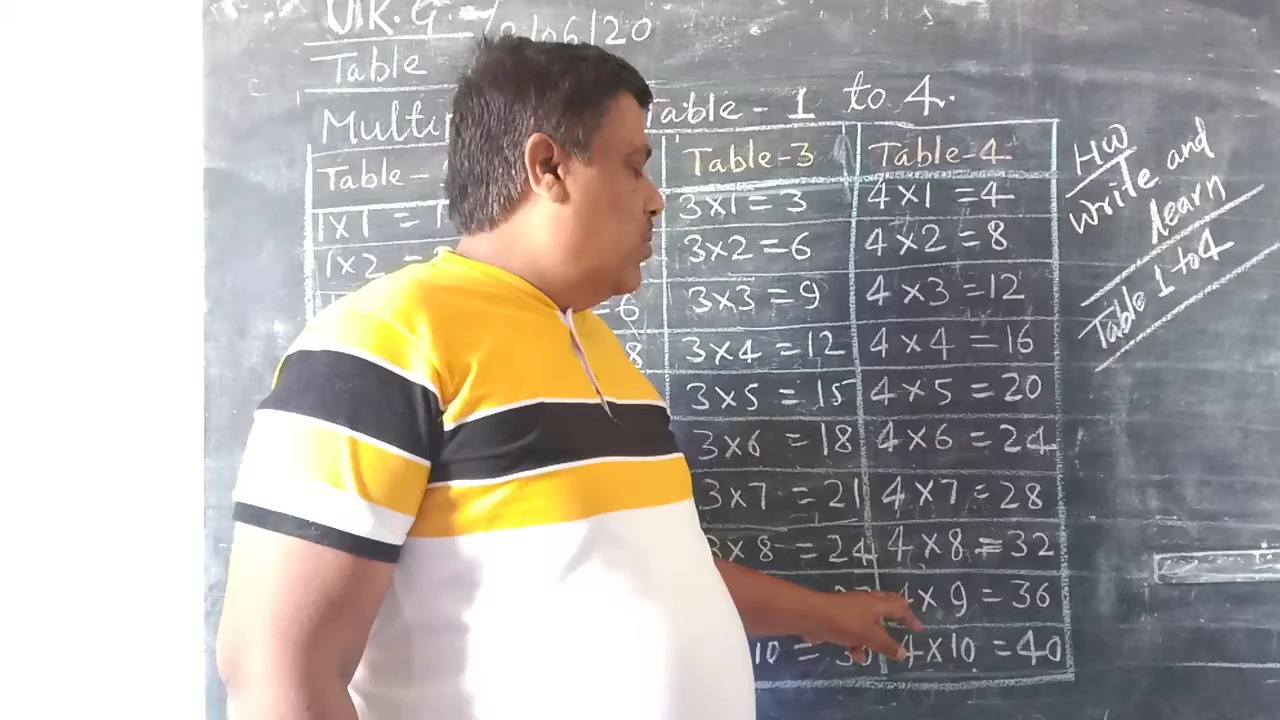 U.K.G. 06/20
Table
Table - 1 to 4.
Table- Table-3 Table-4
1x1 = 1 3x1= 3 4x1 =4
1x2 = 3x2 =6 4x2 =8
=6 3x3 =9 4x3 =12
8 3x4 =12 4x4 =16
3x5 = 15 4x5 =20
3x6 =18 4x6 =24
3x7 =21 4x7 =28
3x8 =24 4x8 =32
4x9 =36
10 = 30 4x10 =40
HW
Write and
learn
Table 1 to 4